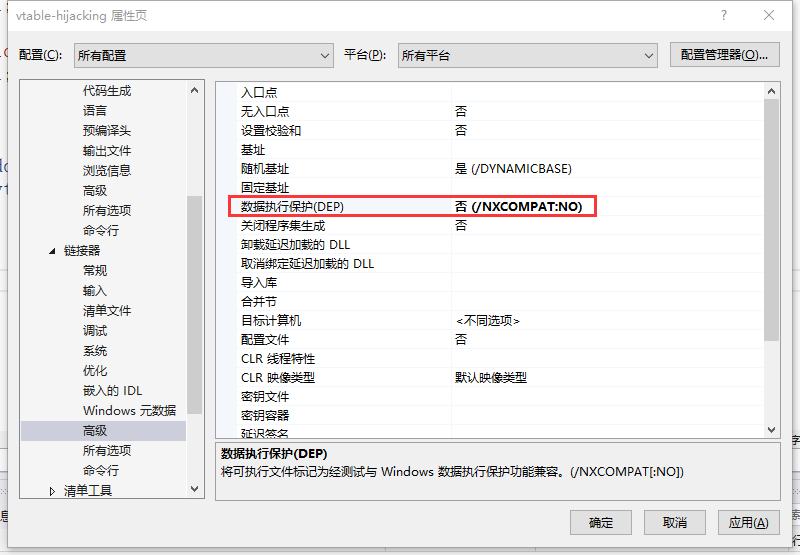 vtable-hijacking 属性页
配置(C): 所有配置 平台(P): 所有平台 配置管理器(O)...
代码生成
语言
预编译头
输出文件
浏览信息
高级
所有选项
命令行
链接器
常规
输入
清单文件
调试
系统
优化
嵌入的 IDL
Windows 元数据
高级
所有选项
命令行
清单工具
入口点
无入口点 否
设置校验和 否
基址
随机基址 是 (/DYNAMICBASE)
固定基址
数据执行保护(DEP) 否 (/NXCOMPAT:NO)
关闭程序集生成 否
卸载延迟加载的 DLL
取消绑定延迟加载的 DLL
导入库
合并节
目标计算机 <不同选项>
配置文件 否
CLR 线程特性
CLR 映像类型 默认映像类型
密钥文件
密钥容器
延迟签名
数据执行保护(DEP)
将可执行文件标记为经测试与 Windows 数据执行保护功能兼容。(/NXCOMPAT[:NO])
确定 取消 应用(A)